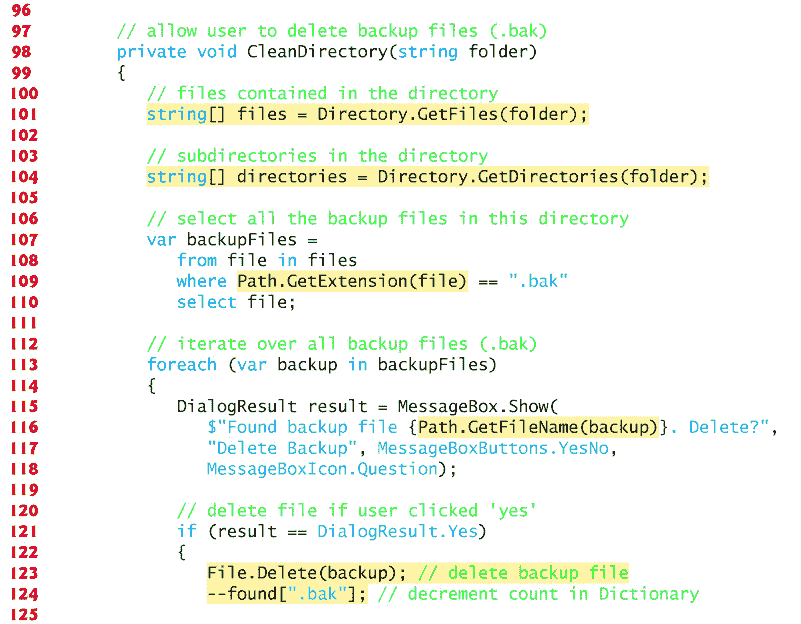 96
97 // allow user to delete backup files (.bak)
98 private void CleanDirectory(string folder)
99 {
100 // files contained in the directory
101 string[] files = Directory.GetFiles(folder);
102
103 // subdirectories in the directory
104 string[] directories = Directory.GetDirectories(folder);
105
106 // select all the backup files in this directory
107 var backupFiles =
108 from file in files
109 where Path.GetExtension(file) == ".bak"
110 select file;
111
112 // iterate over all backup files (.bak)
113 foreach (var backup in backupFiles)
114 {
115 DialogResult result = MessageBox.Show(
116 $"Found backup file {Path.GetFileName(backup)}. Delete?",
117 "Delete Backup", MessageBoxButtons.YesNo,
118 MessageBoxIcon.Question);
119
120 // delete file if user clicked 'yes'
121 if (result == DialogResult.Yes)
122 {
123 File.Delete(backup); // delete backup file
124 --found[".bak"]; // decrement count in Dictionary
125